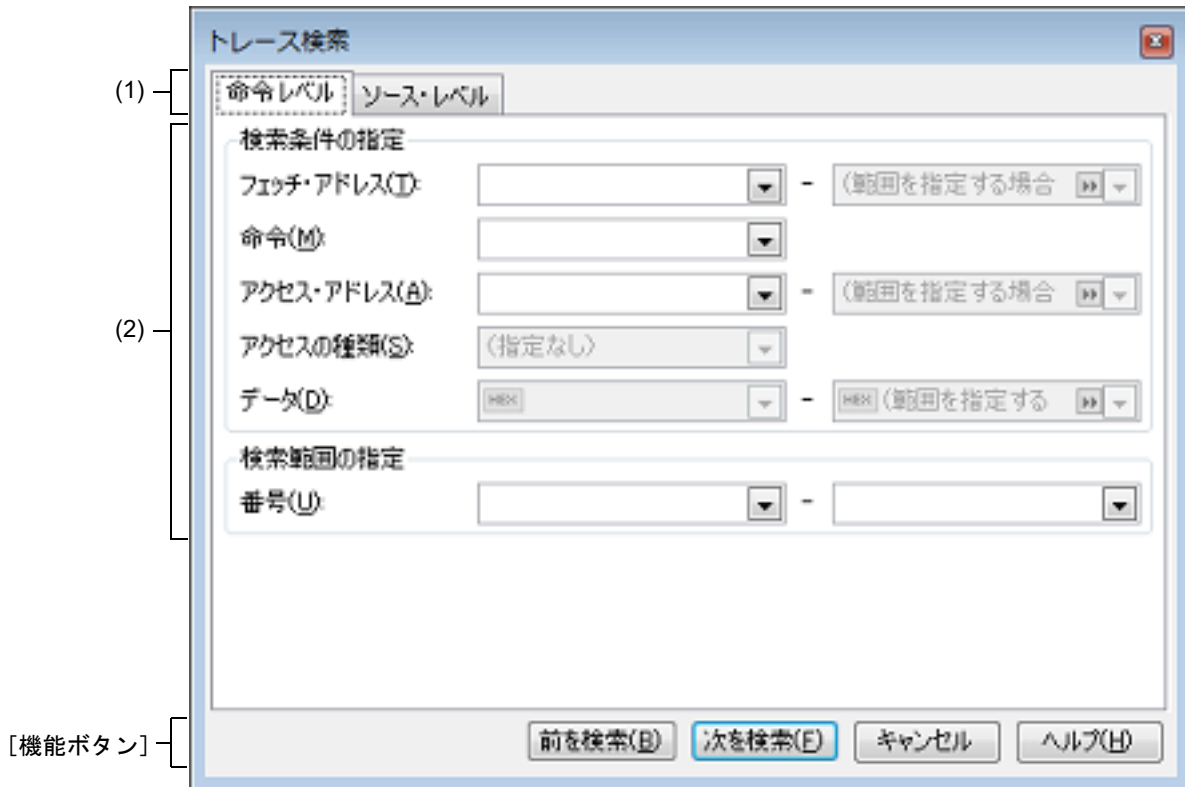 トレース検索
(1)
命令レベル ソース・レベル
(2)
検索条件の指定
フェッチ・アドレス(T): - (範囲を指定する場合
命令(M):
アクセス・アドレス(A): - (範囲を指定する場合
アクセスの種類(S): (指定なし)
データ(D): HEX - HEX (範囲を指定する
検索範囲の指定
番号(U): -
[機能ボタン]
前を検索(B) 次を検索(F) キャンセル ヘルプ(H)